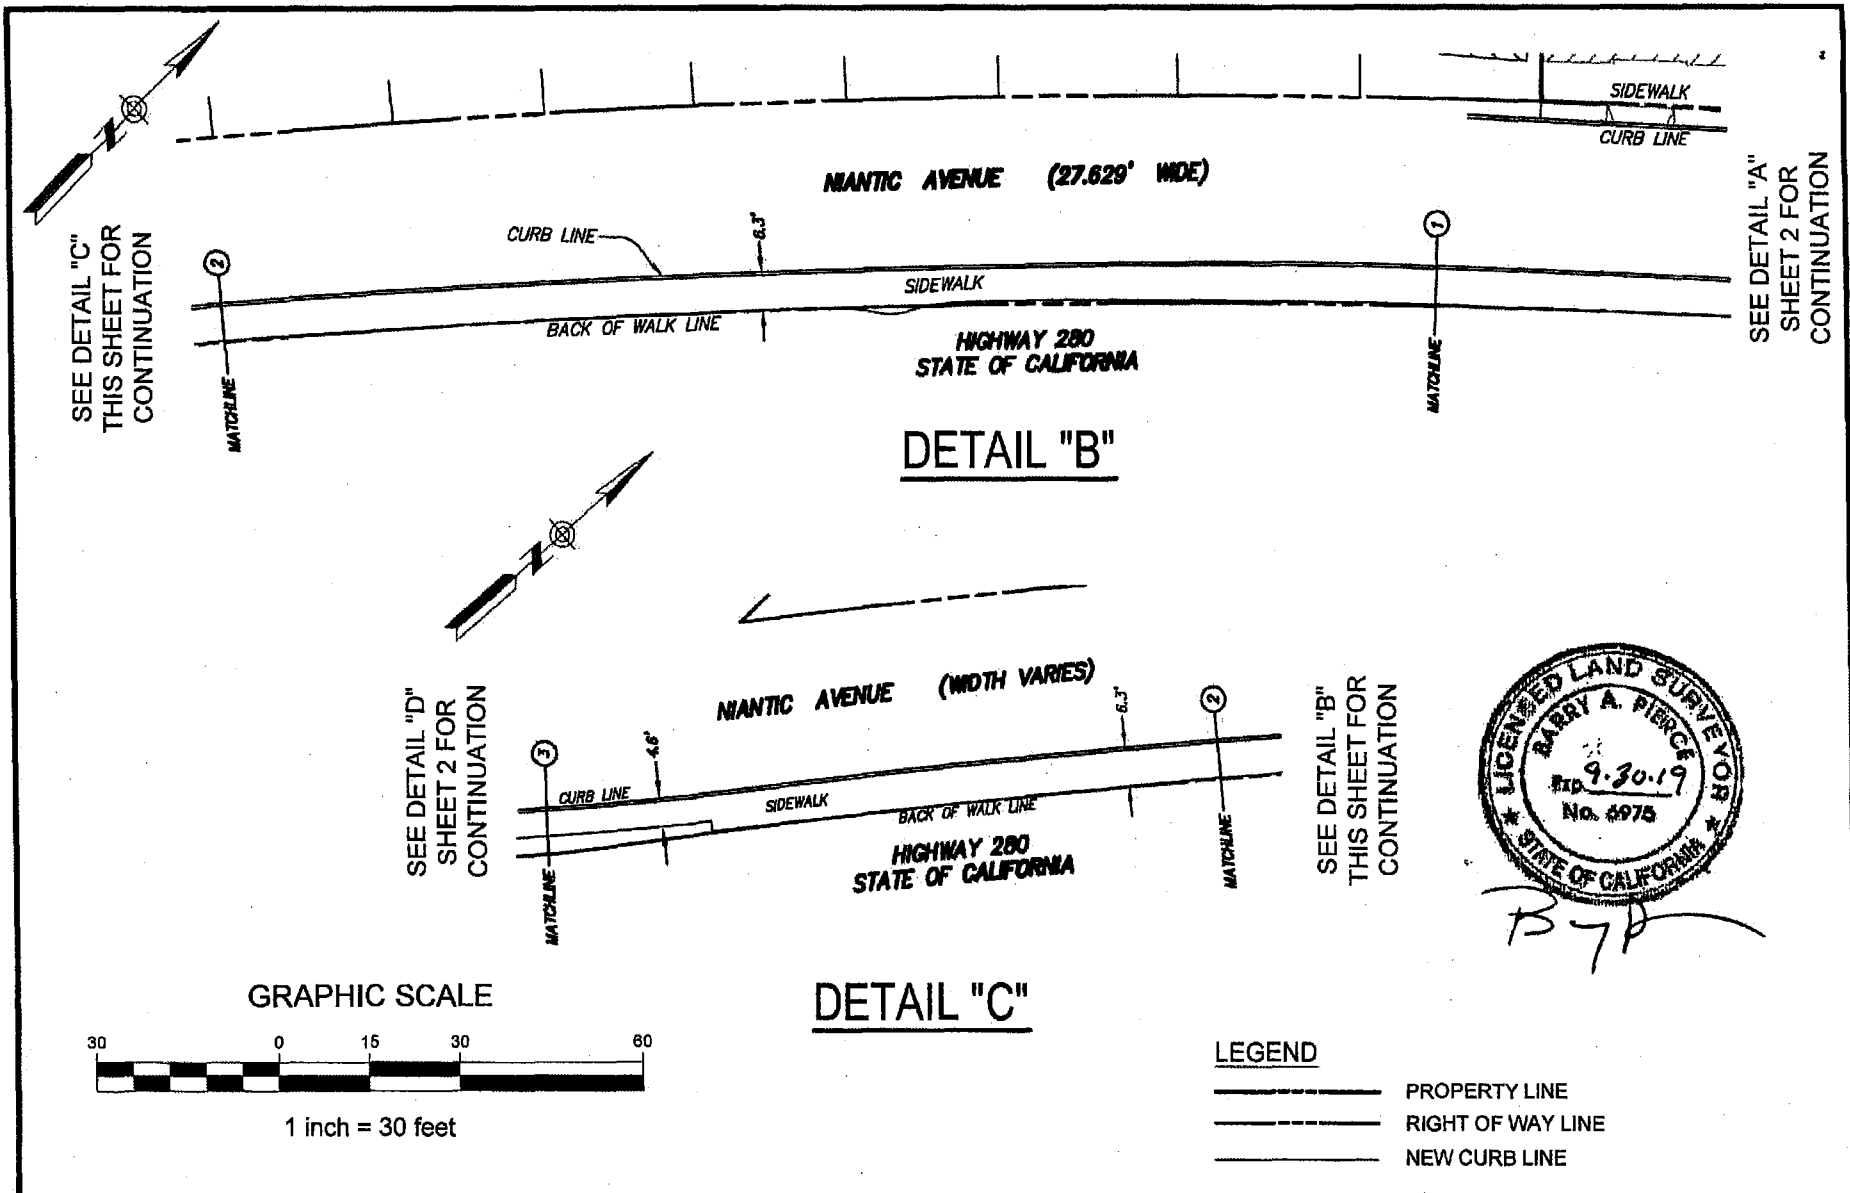 SIDEWALK
CURB LINE
NIANTIC AVENUE (27.629' WIDE)
CURB LINE
6.3'
1
2
SIDEWALK
BACK OF WALK LINE
HIGHWAY 280
STATE OF CALIFORNIA
MATCHLINE
MATCHLINE
SEE DETAIL "C"
THIS SHEET FOR
CONTINUATION
SEE DETAIL "A"
SHEET 2 FOR
CONTINUATION
DETAIL "B"
N
N
NIANTIC AVENUE (WIDTH VARIES)
6.3'
2
4.6'
3
CURB LINE
SIDEWALK
BACK OF WALK LINE
HIGHWAY 280
STATE OF CALIFORNIA
MATCHLINE
MATCHLINE
SEE DETAIL "D"
SHEET 2 FOR
CONTINUATION
SEE DETAIL "B"
THIS SHEET FOR
CONTINUATION
DETAIL "C"
LICENSED LAND SURVEYOR
BARRY A. PIERCE
Exp. 9.30.19
No. 6975
STATE OF CALIFORNIA
GRAPHIC SCALE
30 0 15 30 60
1 inch = 30 feet
LEGEND
PROPERTY LINE
RIGHT OF WAY LINE
NEW CURB LINE